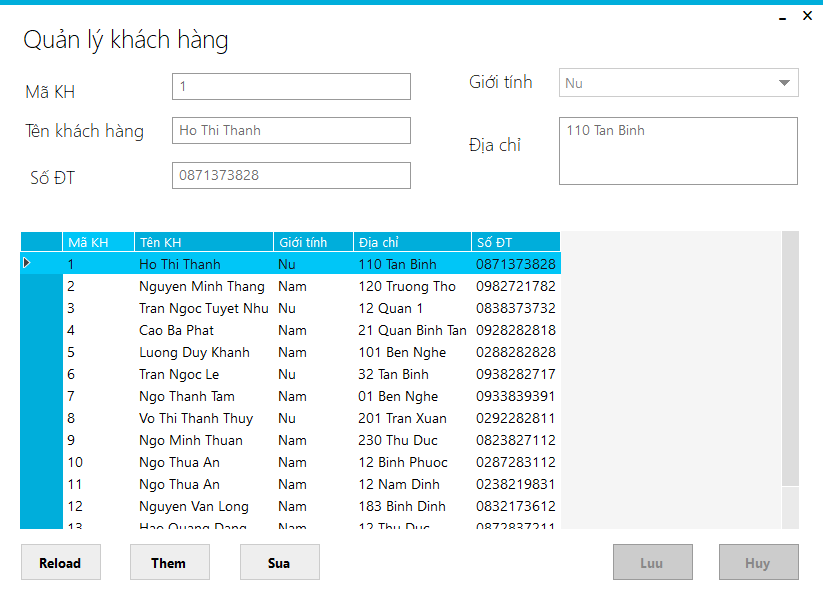 Quản lý khách hàng
Mã KH 1
Tên khách hàng Ho Thi Thanh
Số ĐT 0871373828
Giới tính Nu
Địa chỉ 110 Tan Binh
Mã KH Tên KH Giới tính Địa chỉ Số ĐT
1 Ho Thi Thanh Nu 110 Tan Binh 0871373828
2 Nguyen Minh Thang Nam 120 Truong Tho 0982721782
3 Tran Ngoc Tuyet Nhu Nu 12 Quan 1 0838373732
4 Cao Ba Phat Nam 21 Quan Binh Tan 0928282818
5 Luong Duy Khanh Nam 101 Ben Nghe 0288282828
6 Tran Ngoc Le Nu 32 Tan Binh 0938282717
7 Ngo Thanh Tam Nam 01 Ben Nghe 0933839391
8 Vo Thi Thanh Thuy Nu 201 Tran Xuan 0292282811
9 Ngo Minh Thuan Nam 230 Thu Duc 0823827112
10 Ngo Thua An Nam 12 Binh Phuoc 0287283112
11 Ngo Thua An Nam 12 Nam Dinh 0238219831
12 Nguyen Van Long Nam 183 Binh Dinh 0832173612
13 Hao Quang Dang Nam 12 Thu Duc 0872837211
Reload Them Sua Luu Huy